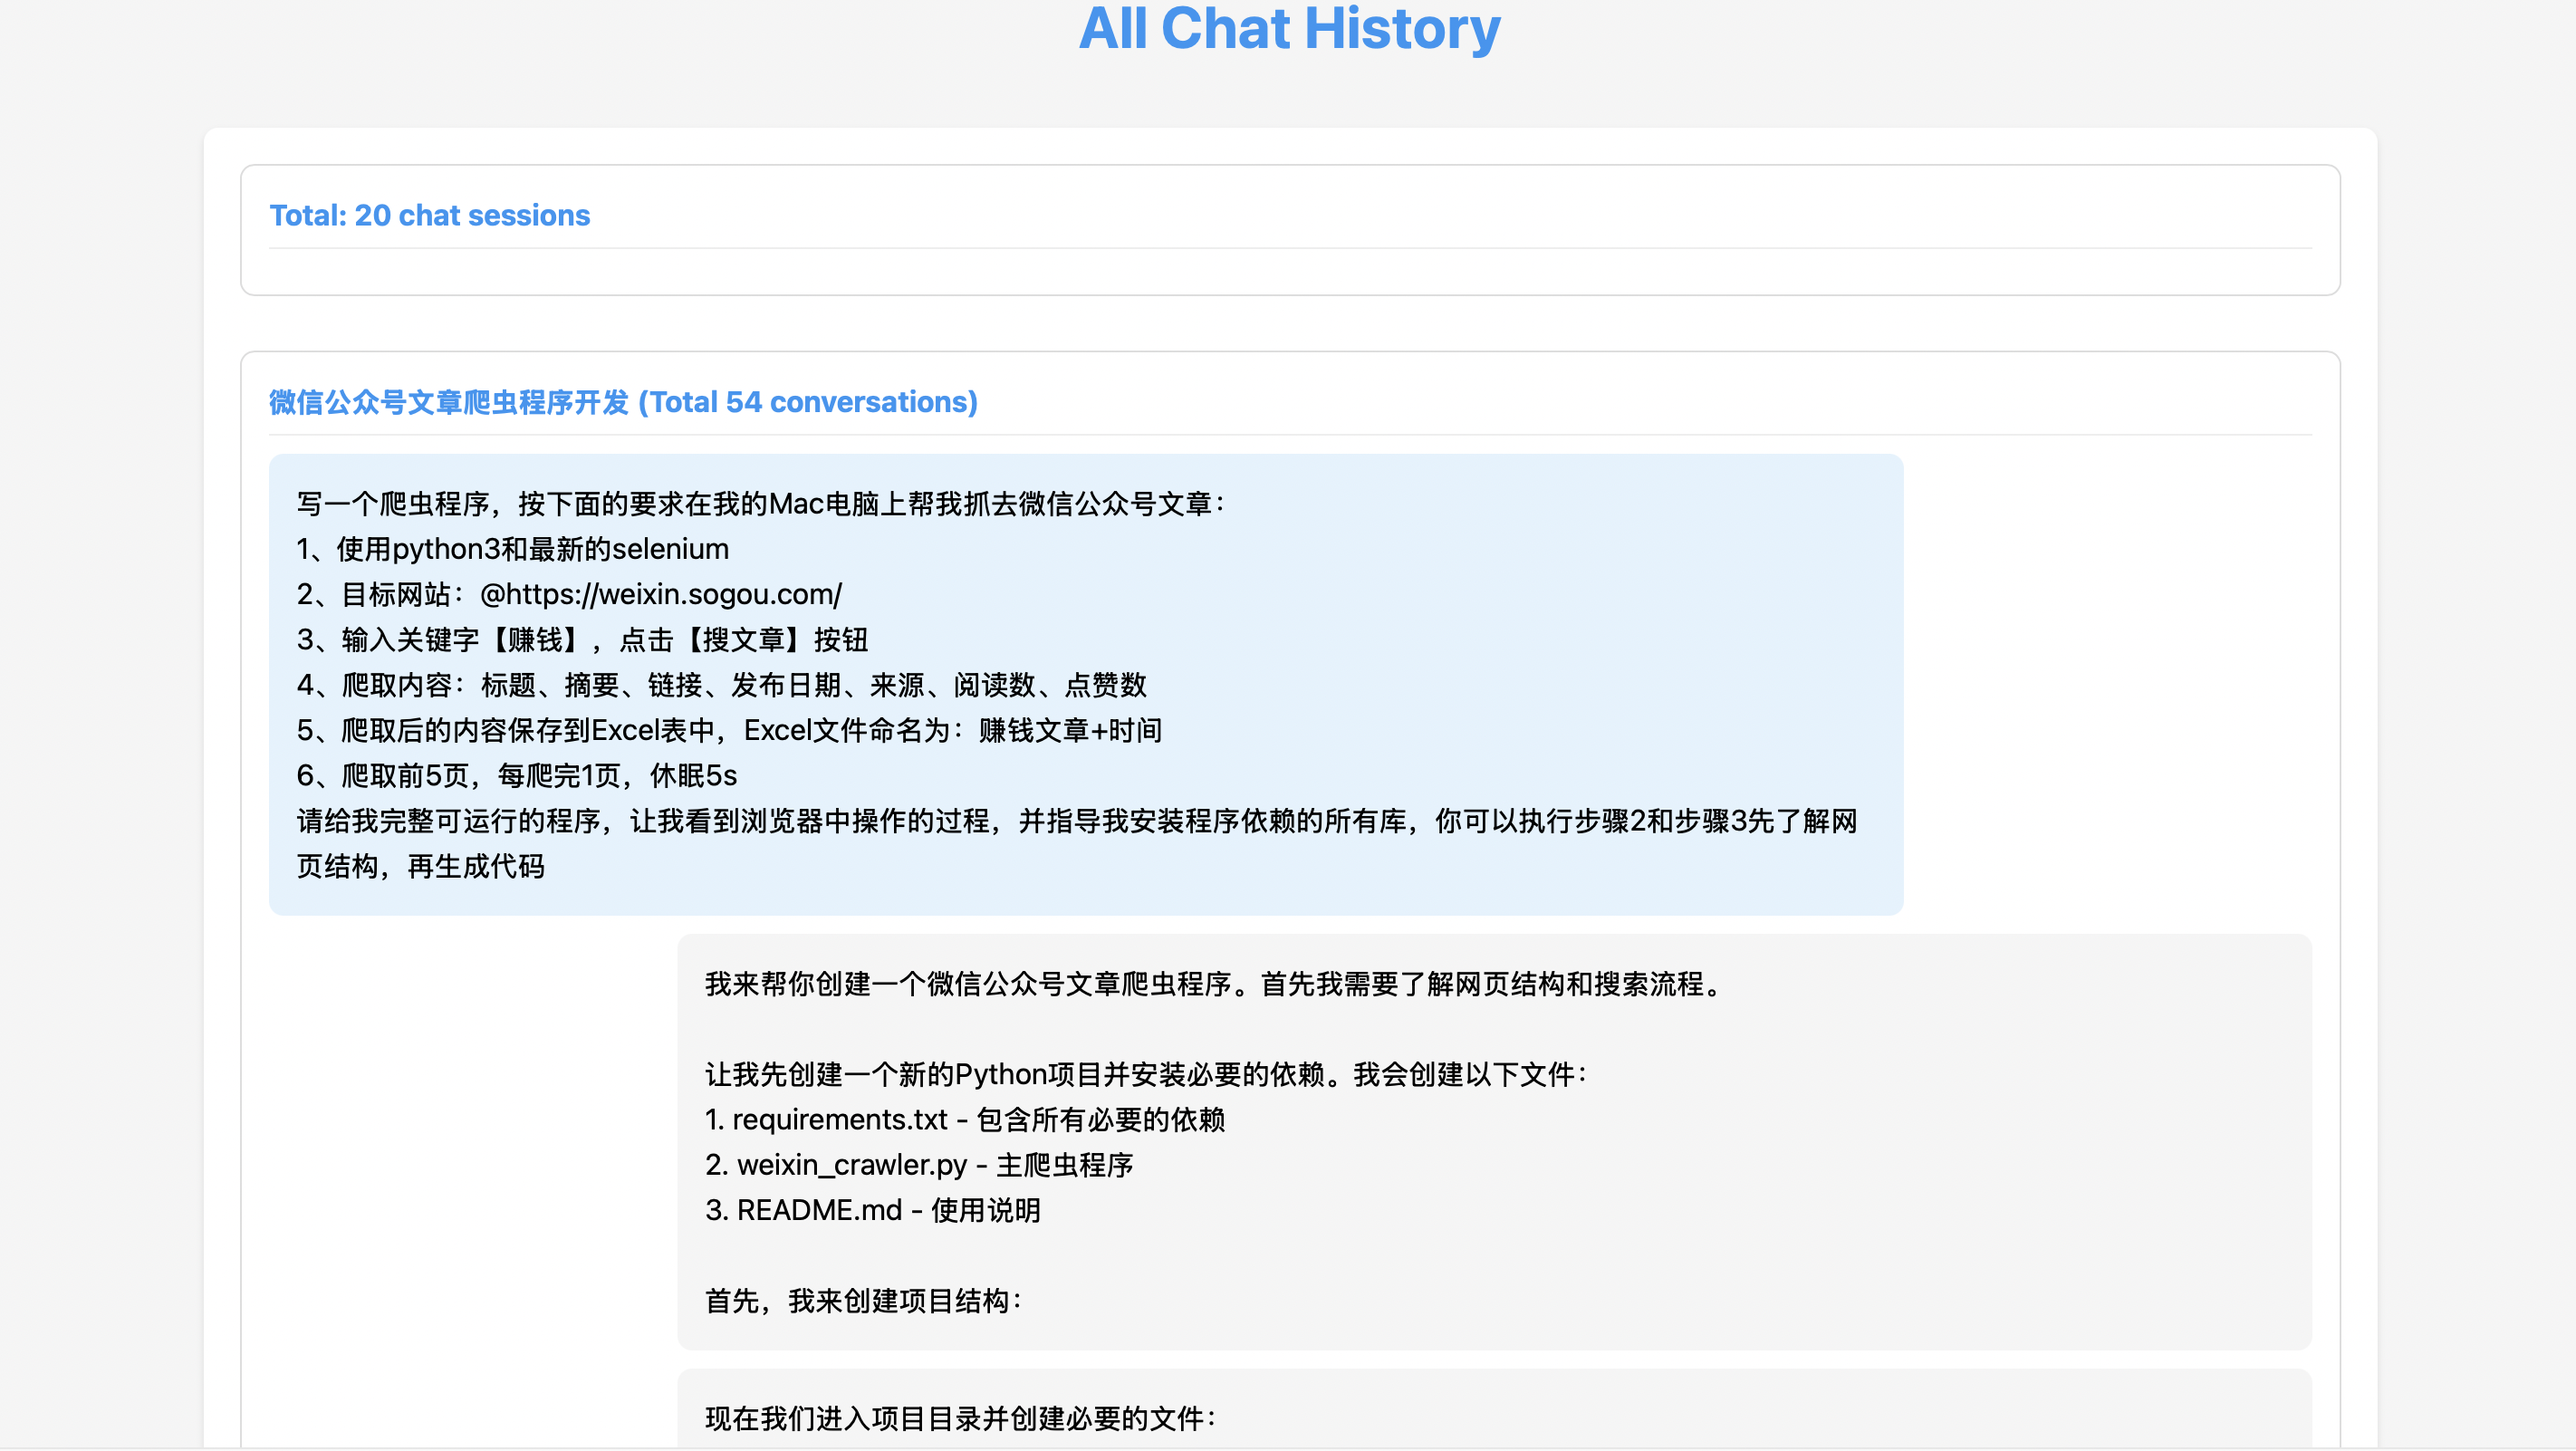 All Chat History
Total: 20 chat sessions
微信公众号文章爬虫程序开发 (Total 54 conversations)
写一个爬虫程序，按下面的要求在我的Mac电脑上帮我抓去微信公众号文章：
1、使用python3和最新的selenium
2、目标网站：@https://weixin.sogou.com/
3、输入关键字【赚钱】，点击【搜文章】按钮
4、爬取内容：标题、摘要、链接、发布日期、来源、阅读数、点赞数
5、爬取后的内容保存到Excel表中，Excel文件命名为：赚钱文章+时间
6、爬取前5页，每爬完1页，休眠5s
请给我完整可运行的程序，让我看到浏览器中操作的过程，并指导我安装程序依赖的所有库，你可以执行步骤2和步骤3先了解网
页结构，再生成代码
我来帮你创建一个微信公众号文章爬虫程序。首先我需要了解网页结构和搜索流程。
让我先创建一个新的Python项目并安装必要的依赖。我会创建以下文件：
1. requirements.txt - 包含所有必要的依赖
2. weixin_crawler.py - 主爬虫程序
3. README.md - 使用说明
首先，我来创建项目结构：
现在我们进入项目目录并创建必要的文件：